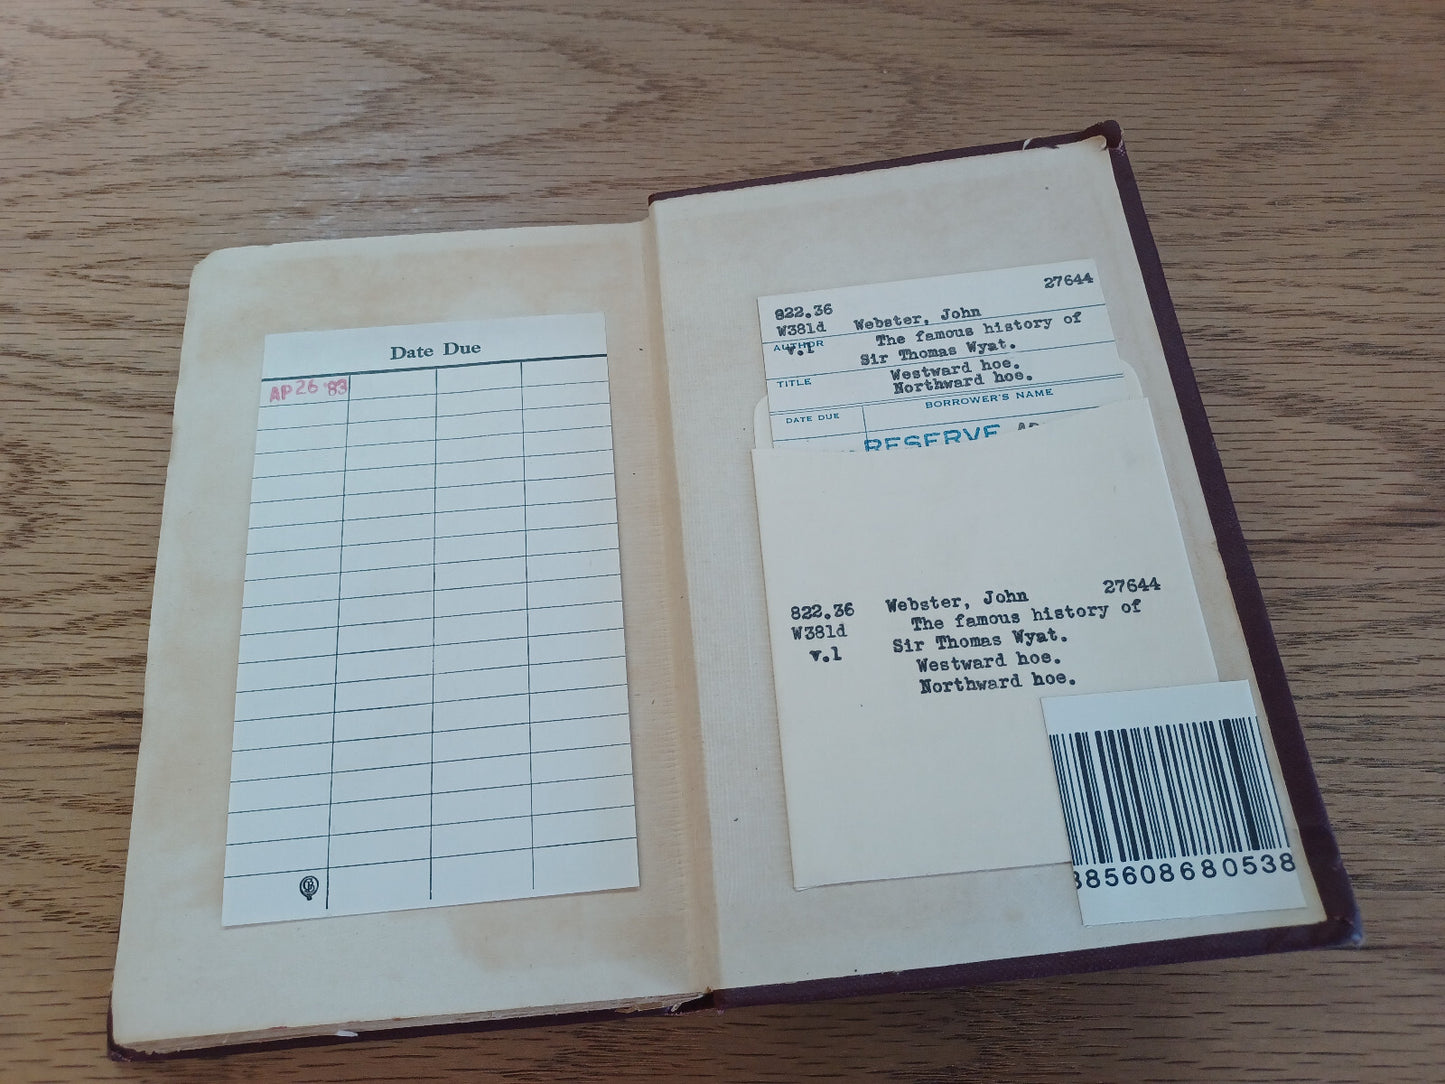 Date Due
AP 26 '83
27644
822.36
W381d Webster, John
AUTHOR The famous history of
v.1 Sir Thomas Wyat.
TITLE Westward hoe.
Northward hoe.
DATE DUE BORROWER'S NAME
RESERVE
822.36 Webster, John 27644
W381d The famous history of
v.1 Sir Thomas Wyat.
Westward hoe.
Northward hoe.
885608680538